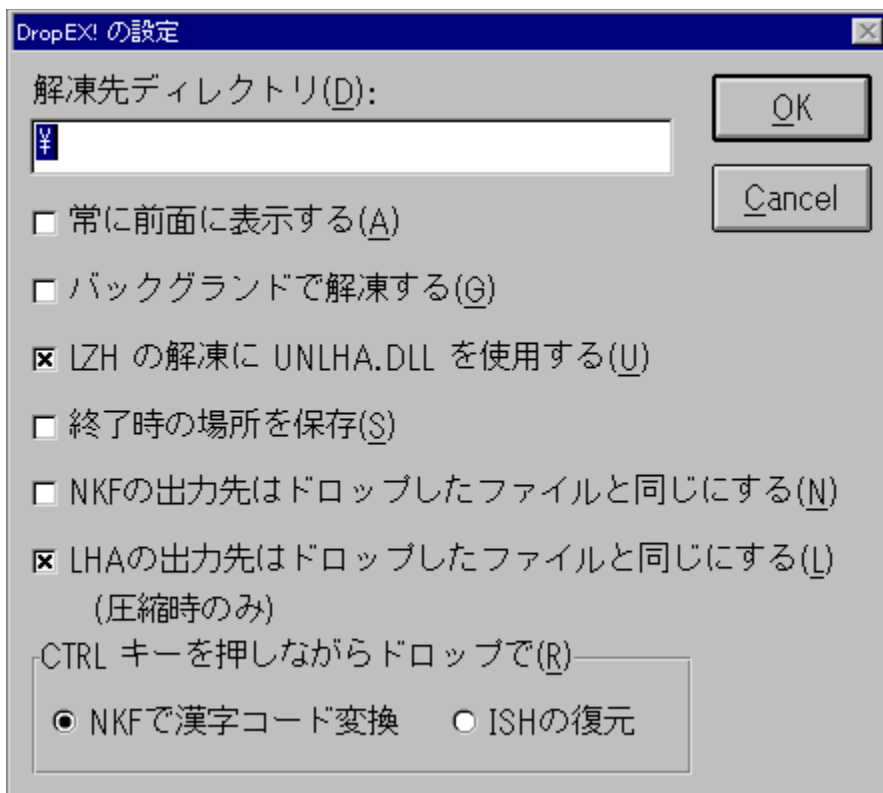 DropEX! の設定
解凍先ディレクトリ(D):
¥
OK
Cancel
常に前面に表示する(A)
バックグランドで解凍する(G)
LZH の解凍に UNLHA.DLL を使用する(U)
終了時の場所を保存(S)
NKFの出力先はドロップしたファイルと同じにする(N)
LHAの出力先はドロップしたファイルと同じにする(L)
(圧縮時のみ)
CTRL キーを押しながらドロップで(R)
NKFで漢字コード変換 ISHの復元